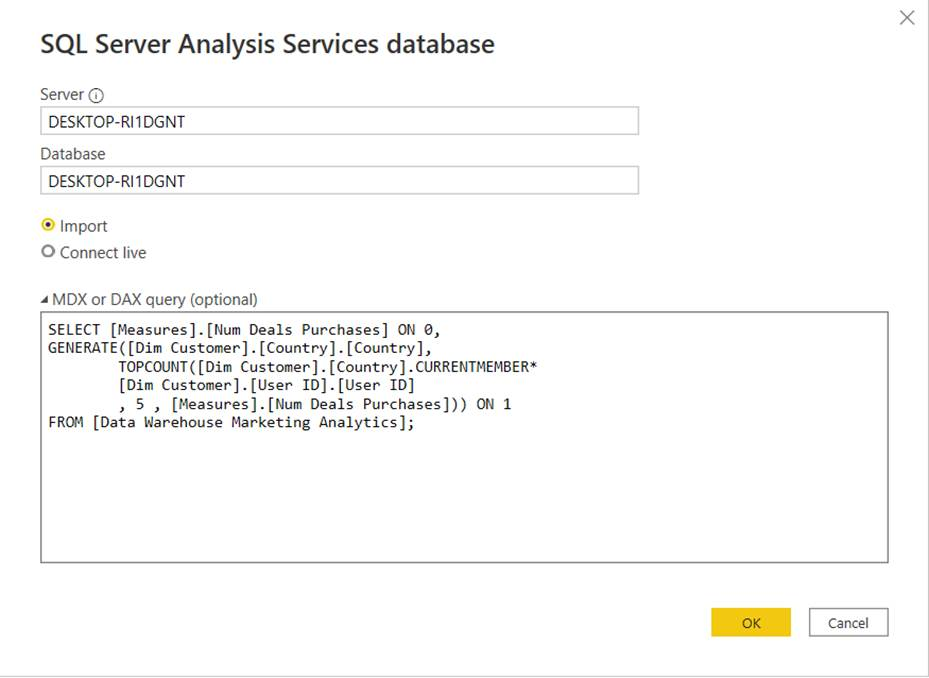 SQL Server Analysis Services database
Server
DESKTOP-RI1DGNT
Database
DESKTOP-RI1DGNT
Import
Connect live
MDX or DAX query (optional)
SELECT [Measures].[Num Deals Purchases] ON 0,
GENERATE([Dim Customer].[Country].[Country],
TOPCOUNT([Dim Customer].[Country].CURRENTMEMBER*
[Dim Customer].[User ID].[User ID]
, 5 , [Measures].[Num Deals Purchases])) ON 1
FROM [Data Warehouse Marketing Analytics];
OK
Cancel